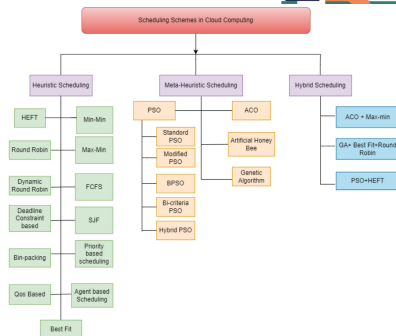 Scheduling Schemes in Cloud Computing
Heuristic Scheduling
Meta-Heuristic Scheduling
Hybrid Scheduling
HEFT
Min-Min
Round Robin
Max-Min
Dynamic
Round Robin
FCFS
Deadline
Constraint
based
SJF
Bin-packing
Priority
based
scheduling
Qos Based
Agent based
Scheduling
Best Fit
PSO
ACO
Standard
PSO
Modified
PSO
BPSO
Bi-criteria
PSO
Hybrid PSO
Artificial Honey
Bee
Genetic
Algorithm
ACO + Max-min
GA+ Best Fit+Round
Robin
PSO+HEFT